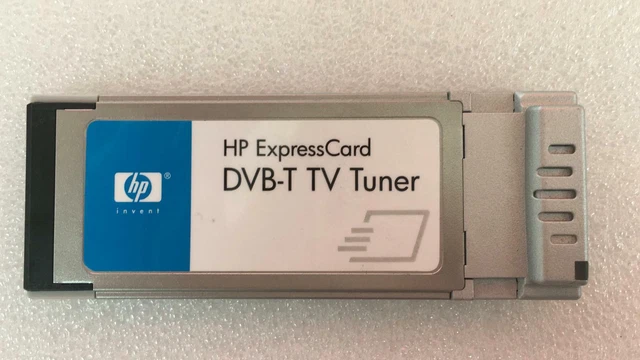 hp®
invent
HP ExpressCard
DVB-T TV Tuner